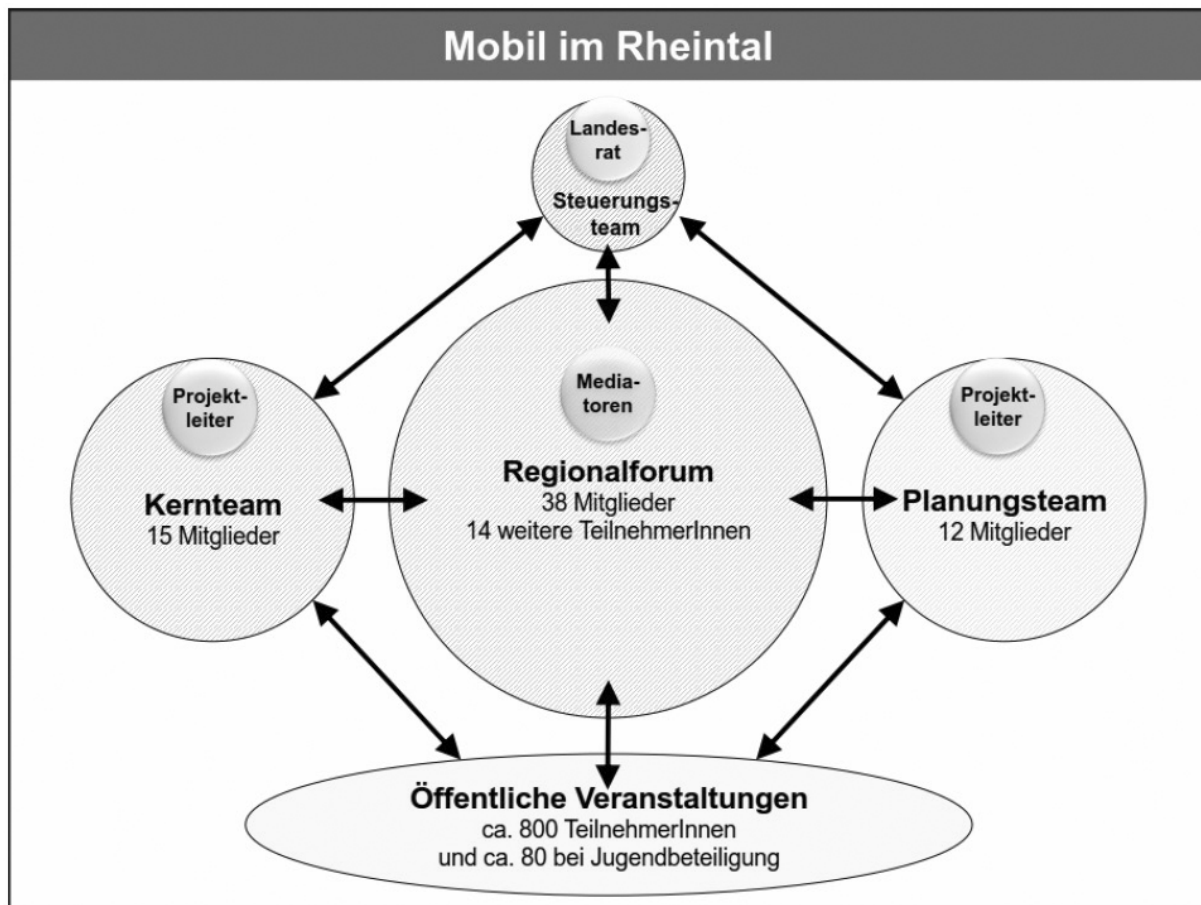 Mobil im Rheintal
Landes-
rat
Steuerungs-
team
Projekt-
leiter
Kernteam
15 Mitglieder
Media-
toren
Regionalforum
38 Mitglieder
14 weitere TeilnehmerInnen
Projekt-
leiter
Planungsteam
12 Mitglieder
Öffentliche Veranstaltungen
ca. 800 TeilnehmerInnen
und ca. 80 bei Jugendbeteiligung